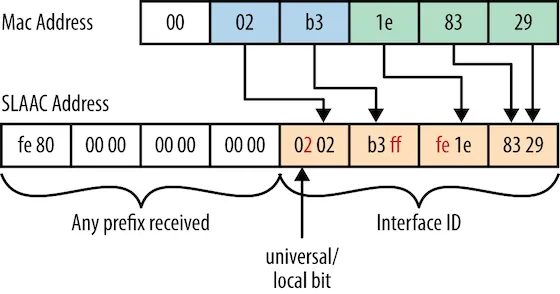 Mac Address 00 02 b3 1e 83 29
SLAAC Address
fe 80 00 00 00 00 00 00 02 02 b3 ff fe 1e 83 29
Any prefix received Interface ID
universal/
local bit